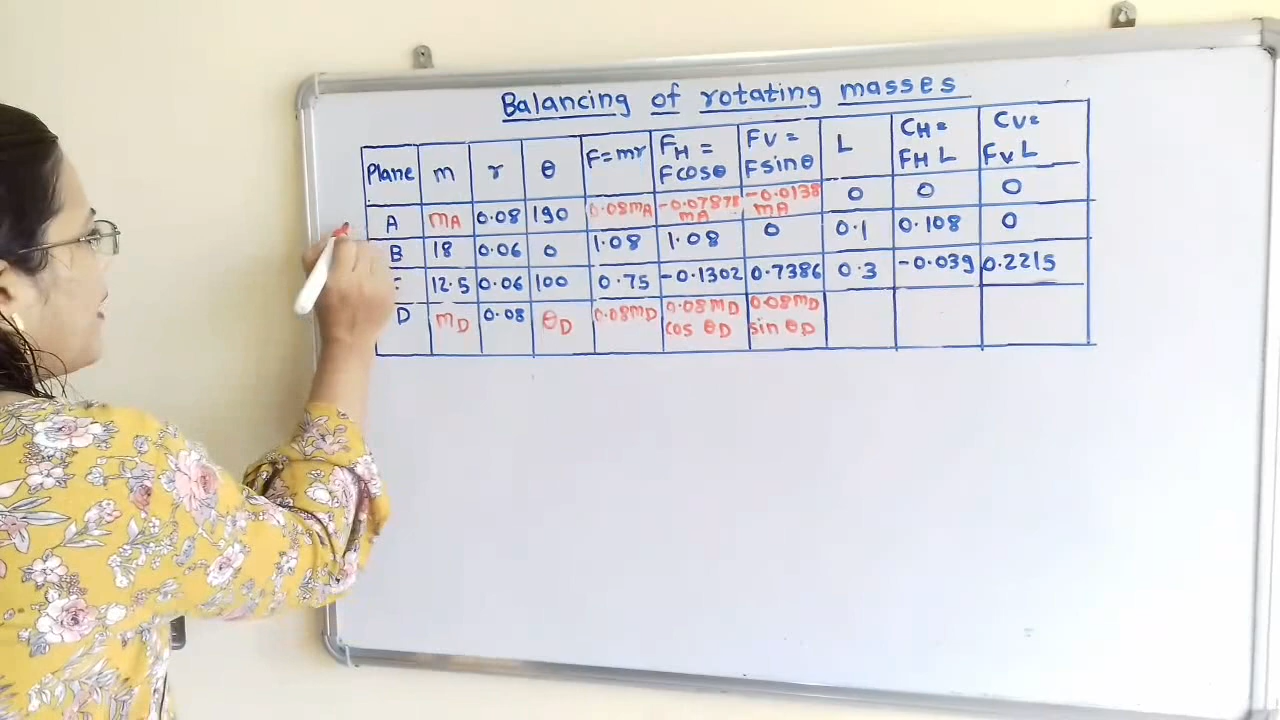 Balancing of rotating masses
Plane m r θ F=mr FH = Fcosθ FV = Fsinθ L CH= FH L CV= FV L
A mA 0.08 190 0.08mA -0.07878 mA -0.0138 mA 0 0 0
B 18 0.06 0 1.08 1.08 0 0.1 0.108 0
12.5 0.06 100 0.75 -0.1302 0.7386 0.3 -0.039 0.2215
D mD 0.08 θD 0.08mD 0.08mD cos θD 0.08mD sin θD